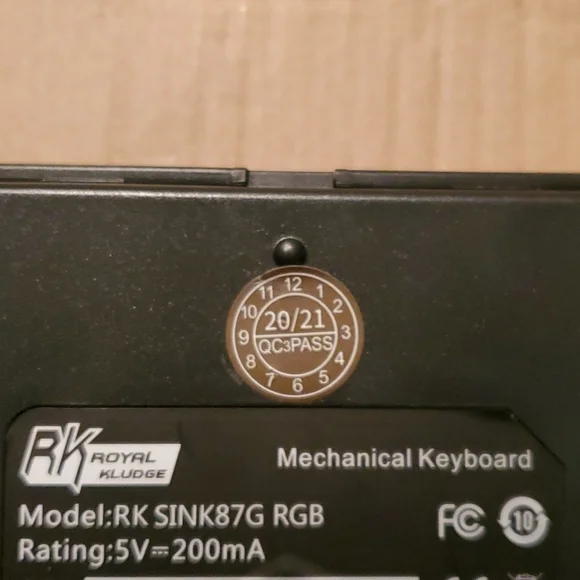 11 12 1
10 2
20/21
9 3
QC3PASS
8 4
7 6 5
RK ROYAL
KLUDGE
Mechanical Keyboard
Model:RK SINK87G RGB
FC 10
Rating:5V⎓200mA